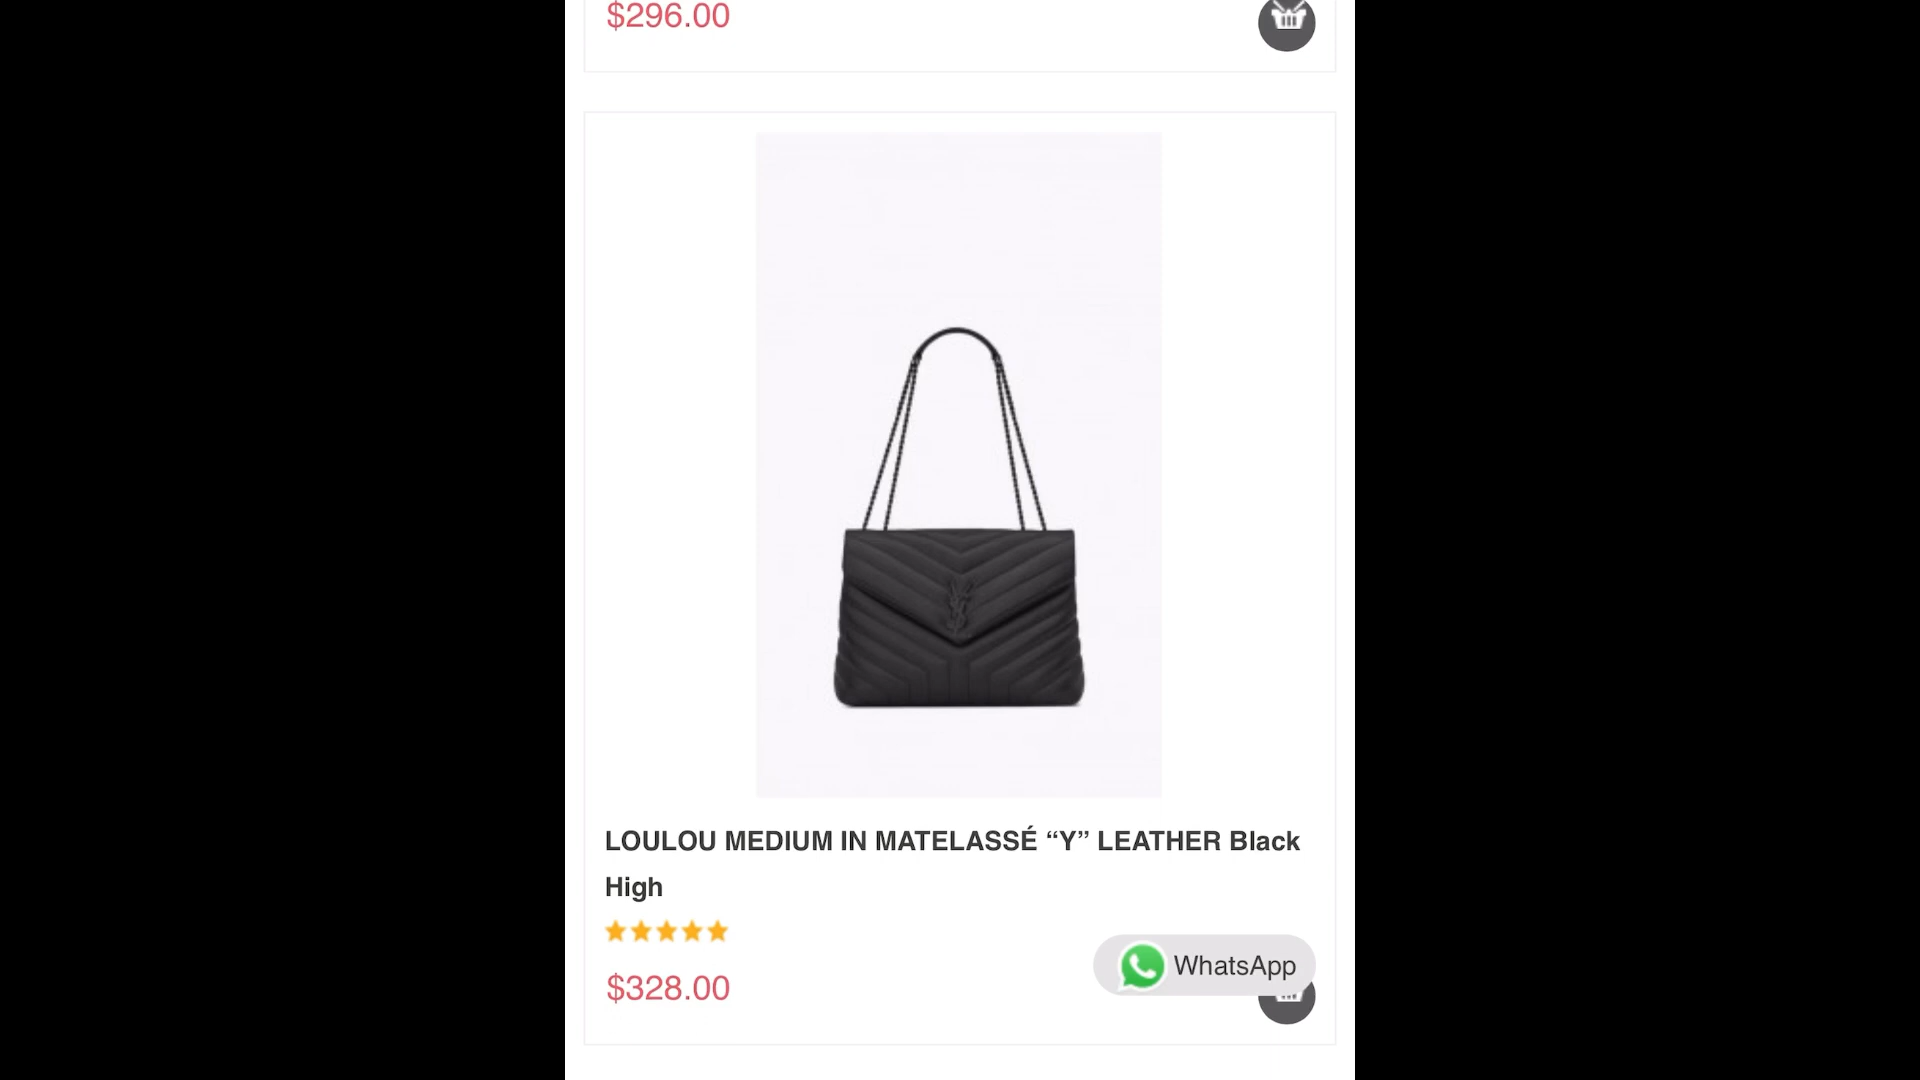 $296.00
LOULOU MEDIUM IN MATELASSÉ “Y” LEATHER Black
High
WhatsApp
$328.00